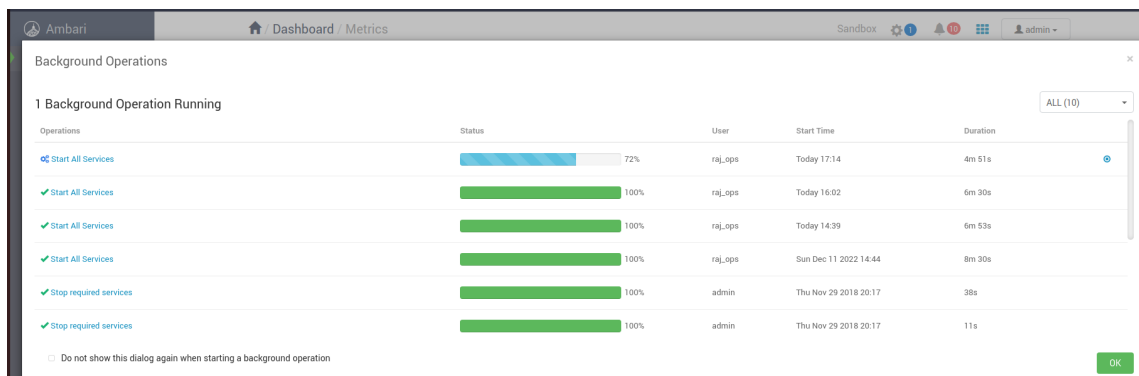 Ambari / Dashboard / Metrics Sandbox 1 10 admin
Background Operations ×
1 Background Operation Running ALL (10)
Operations Status User Start Time Duration
Start All Services 72% raj_ops Today 17:14 4m 51s
Start All Services 100% raj_ops Today 16:02 6m 30s
Start All Services 100% raj_ops Today 14:39 6m 53s
Start All Services 100% raj_ops Sun Dec 11 2022 14:44 8m 30s
Stop required services 100% admin Thu Nov 29 2018 20:17 38s
Stop required services 100% admin Thu Nov 29 2018 20:17 11s
Do not show this dialog again when starting a background operation OK